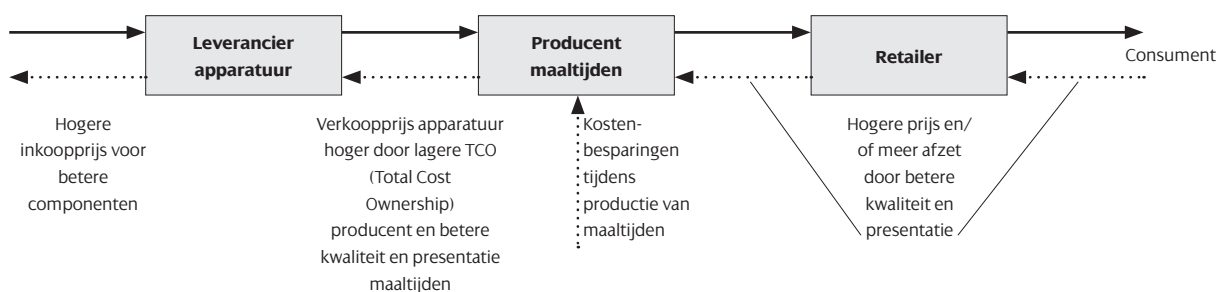 Leverancier
apparatuur
Producent
maaltijden
Retailer
Consument
Hogere
inkoopprijs voor
betere
componenten
Verkoopprijs apparatuur
hoger door lagere TCO
(Total Cost
Ownership)
producent en betere
kwaliteit en presentatie
maaltijden
Kosten-
besparingen
tijdens
productie van
maaltijden
Hogere prijs en/
of meer afzet
door betere
kwaliteit en
presentatie